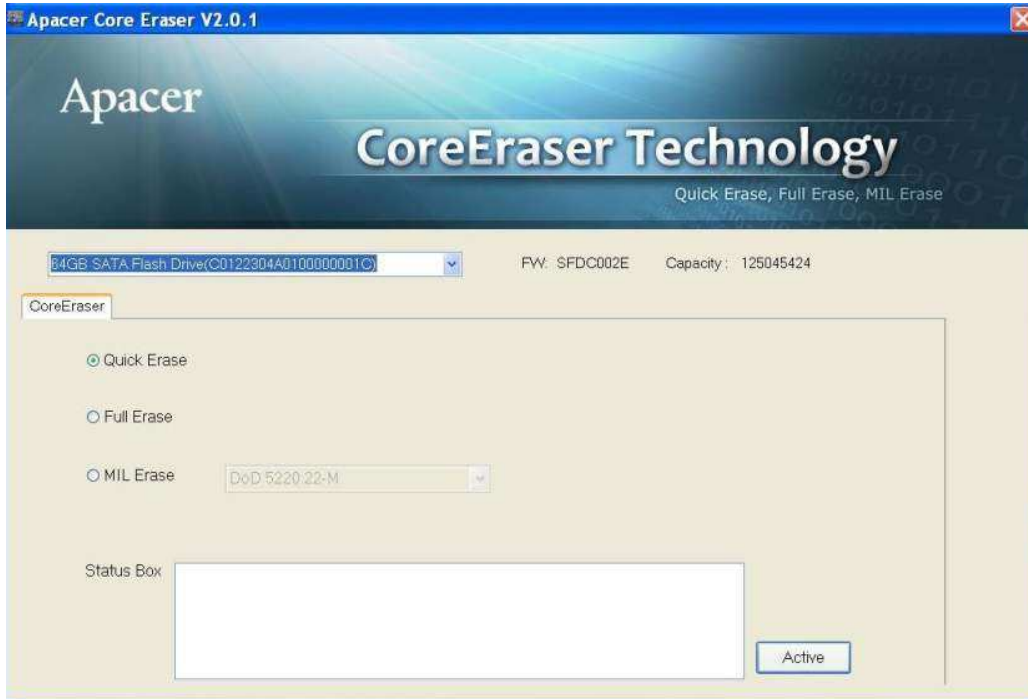 Apacer Core Eraser V2.0.1
Apacer
CoreEraser Technology
Quick Erase, Full Erase, MIL Erase
64GB SATA Flash Drive(C0122304A0100000001C) FW: SFDC002E Capacity : 125045424
CoreEraser
Quick Erase
Full Erase
MIL Erase DoD 5220.22-M
Status Box
Active